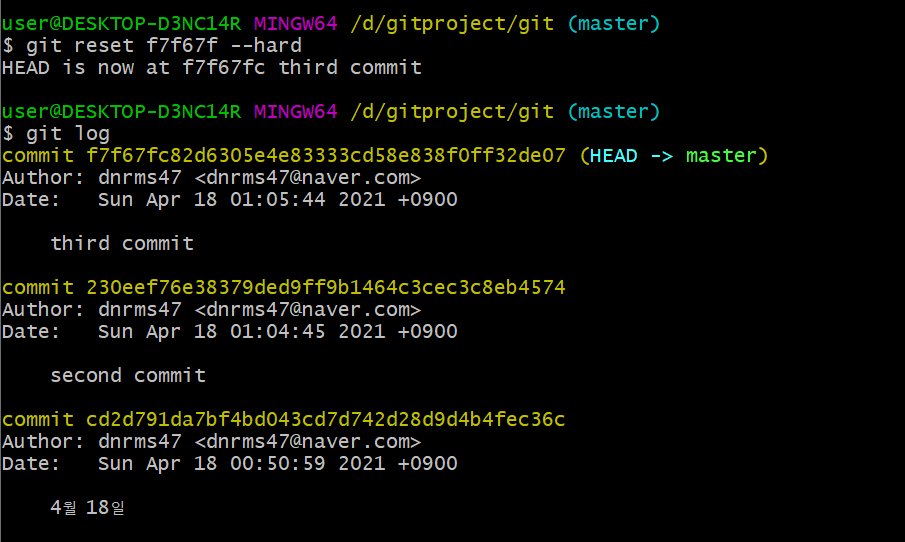 user@DESKTOP-D3NC14R MINGW64 /d/gitproject/git (master)
$ git reset f7f67f --hard
HEAD is now at f7f67fc third commit
user@DESKTOP-D3NC14R MINGW64 /d/gitproject/git (master)
$ git log
commit f7f67fc82d6305e4e83333cd58e838f0ff32de07 (HEAD -> master)
Author: dnrms47 <dnrms47@naver.com>
Date:   Sun Apr 18 01:05:44 2021 +0900
third commit
commit 230eef76e38379ded9ff9b1464c3cec3c8eb4574
Author: dnrms47 <dnrms47@naver.com>
Date:   Sun Apr 18 01:04:45 2021 +0900
second commit
commit cd2d791da7bf4bd043cd7d742d28d9d4b4fec36c
Author: dnrms47 <dnrms47@naver.com>
Date:   Sun Apr 18 00:50:59 2021 +0900
4월 18일